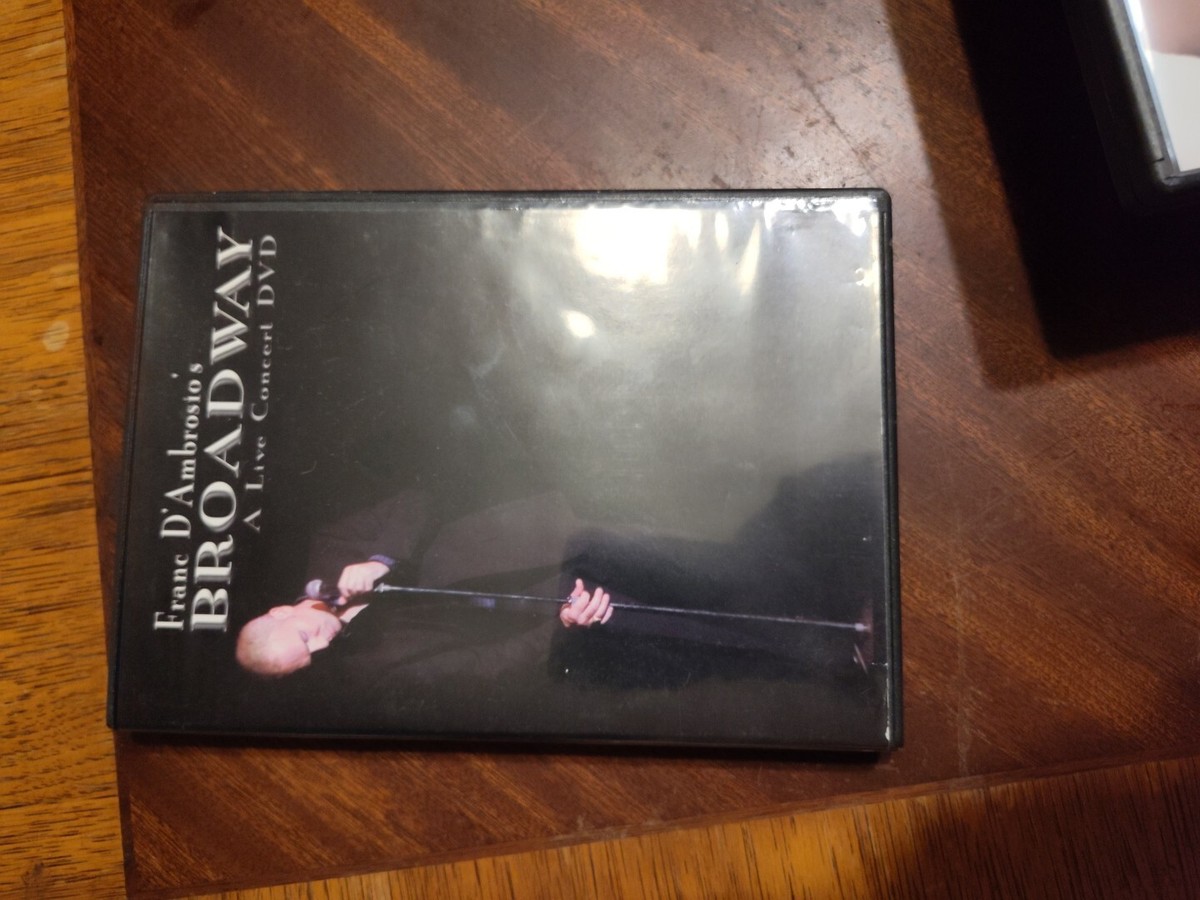 Franc D'Ambrosio's
BROADWAY
A Live Concert DVD